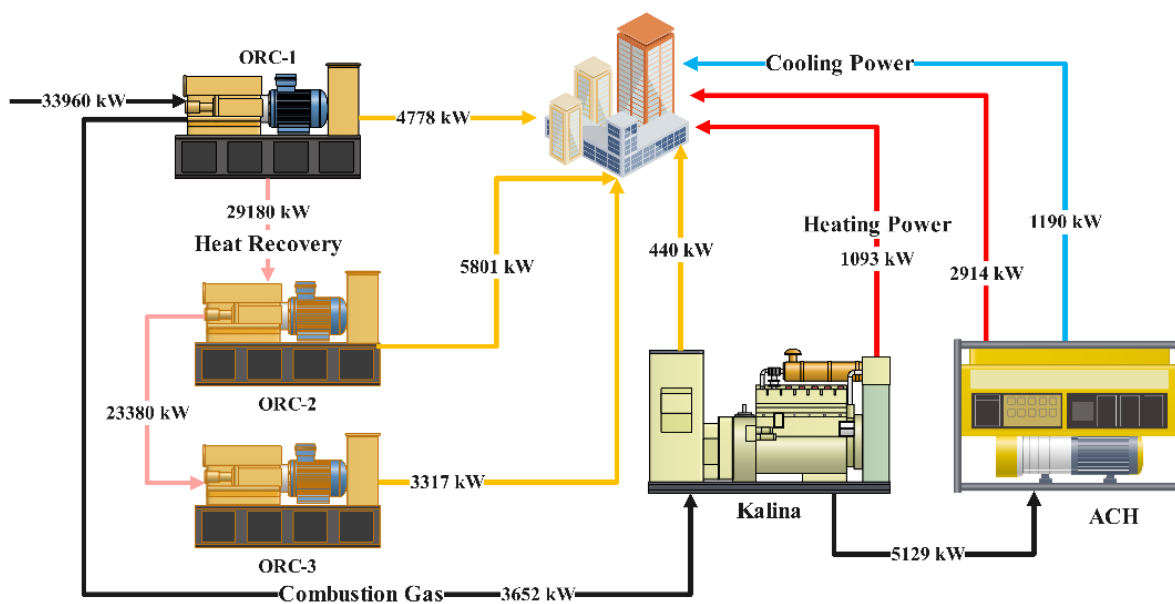 ORC-1
Cooling Power
33960 kW
4778 kW
29180 kW
Heat Recovery
5801 kW
440 kW
Heating Power
1093 kW
1190 kW
2914 kW
23380 kW
ORC-2
3317 kW
Kalina
ACH
5129 kW
ORC-3
Combustion Gas
3652 kW